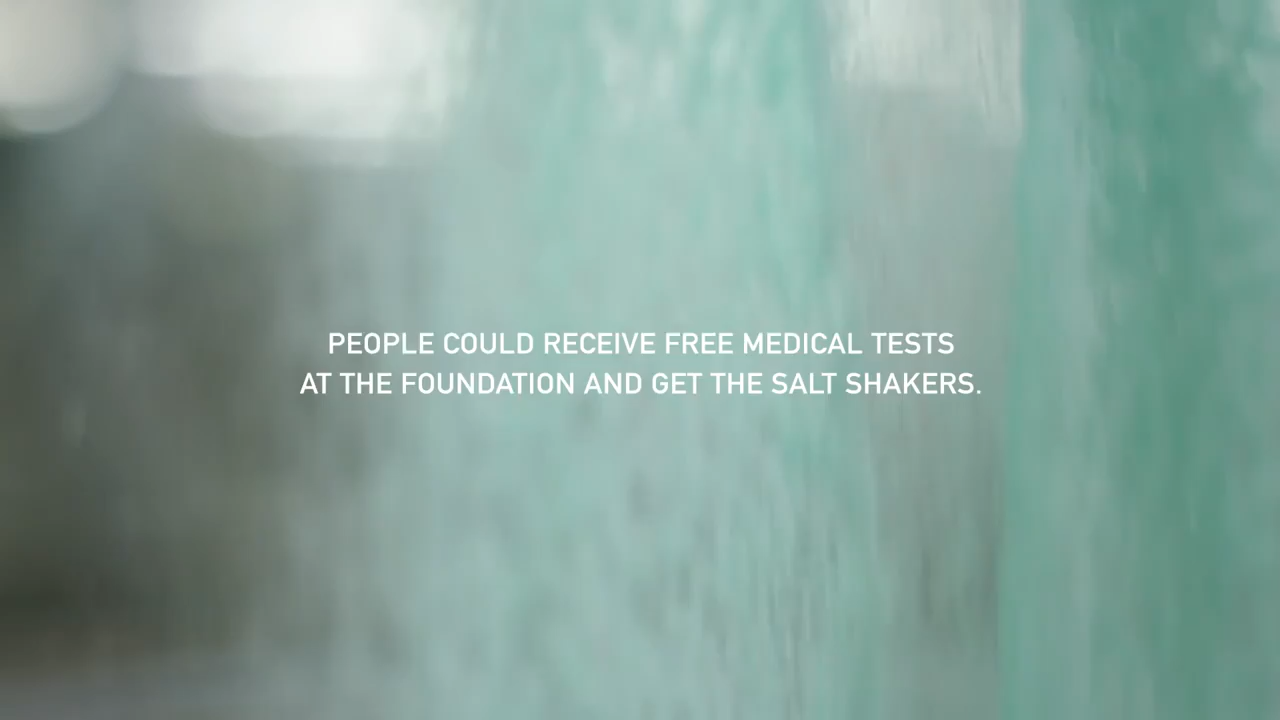 PEOPLE COULD RECEIVE FREE MEDICAL TESTS
AT THE FOUNDATION AND GET THE SALT SHAKERS.